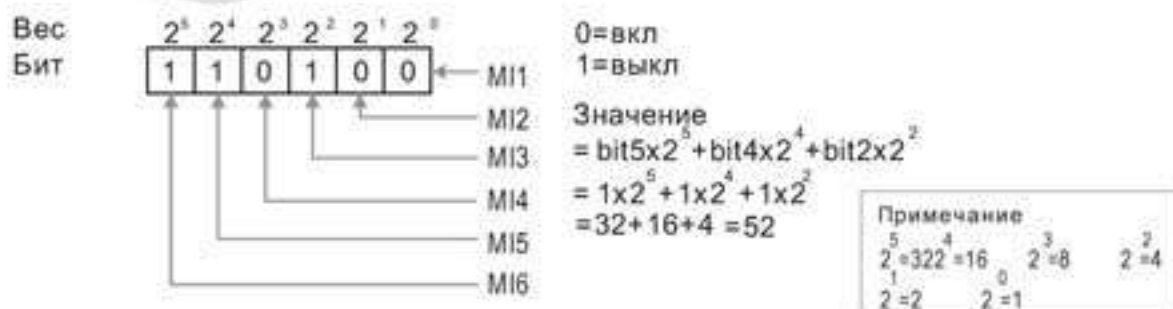 Вес 2⁵ 2⁴ 2³ 2² 2¹ 2⁰
Бит 1 1 0 1 0 0
MI1
MI2
MI3
MI4
MI5
MI6
0=вкл
1=выкл
Значение
= bit5x2⁵+bit4x2⁴+bit2x2²
= 1x2⁵+1x2⁴+1x2²
=32+16+4 =52
Примечание
2⁵=322⁴=16 2³=8 2²=4
2¹=2 2⁰=1